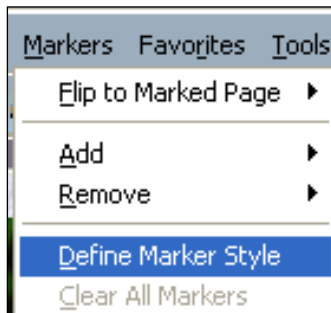 Markers Favorites Tools
Flip to Marked Page
Add
Remove
Define Marker Style
Clear All Markers